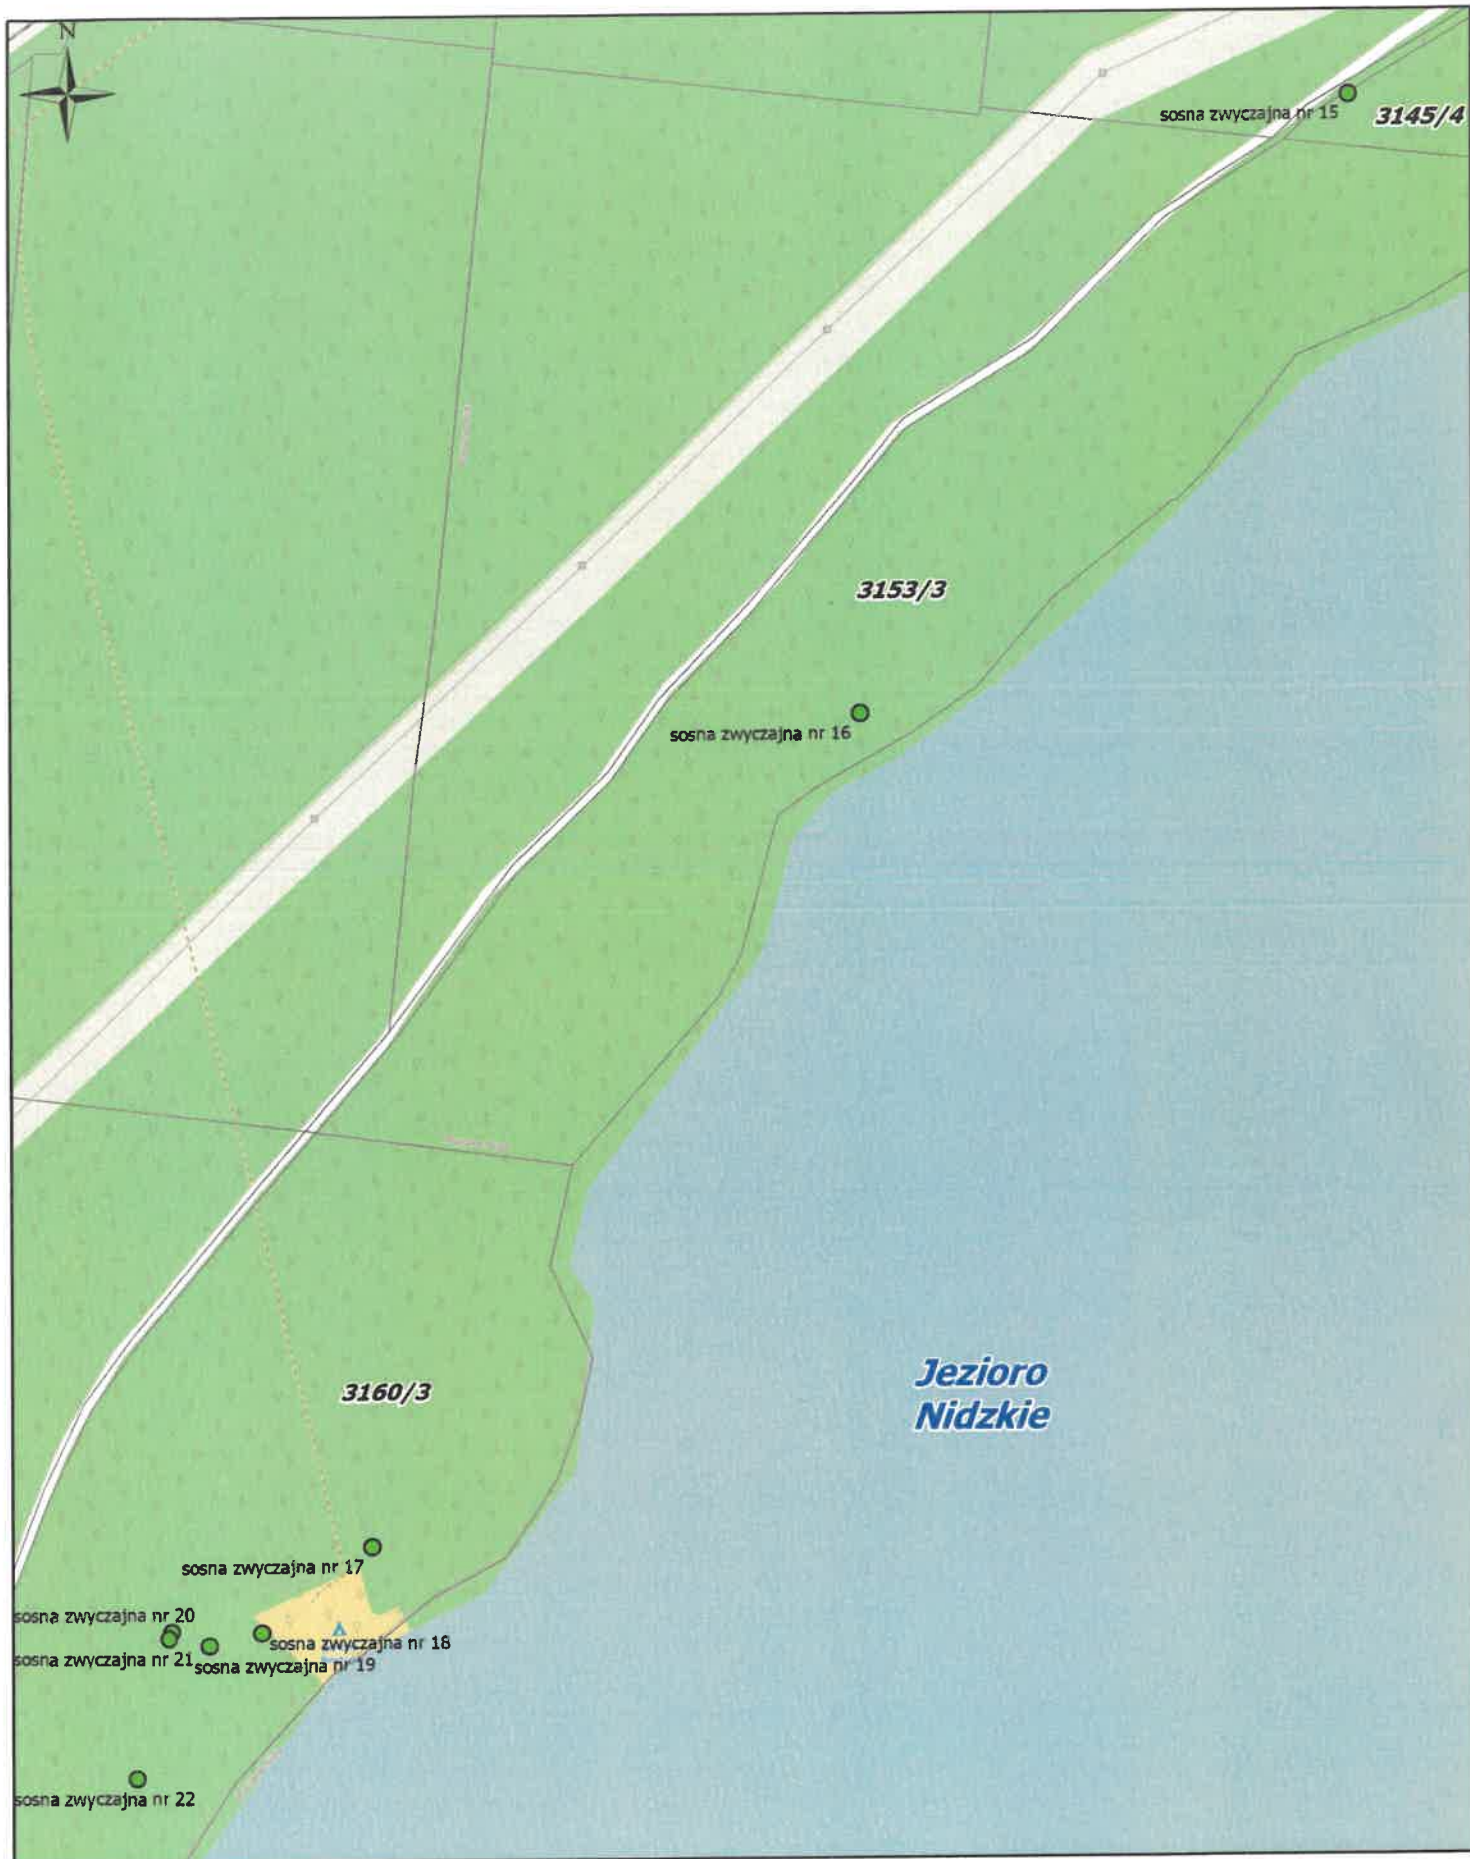 N
sosna zwyczajna nr 15
3145/4
3153/3
sosna zwyczajna nr 16
Jezioro
Nidzkie
3160/3
sosna zwyczajna nr 17
sosna zwyczajna nr 20
sosna zwyczajna nr 18
sosna zwyczajna nr 21
sosna zwyczajna nr 19
sosna zwyczajna nr 22